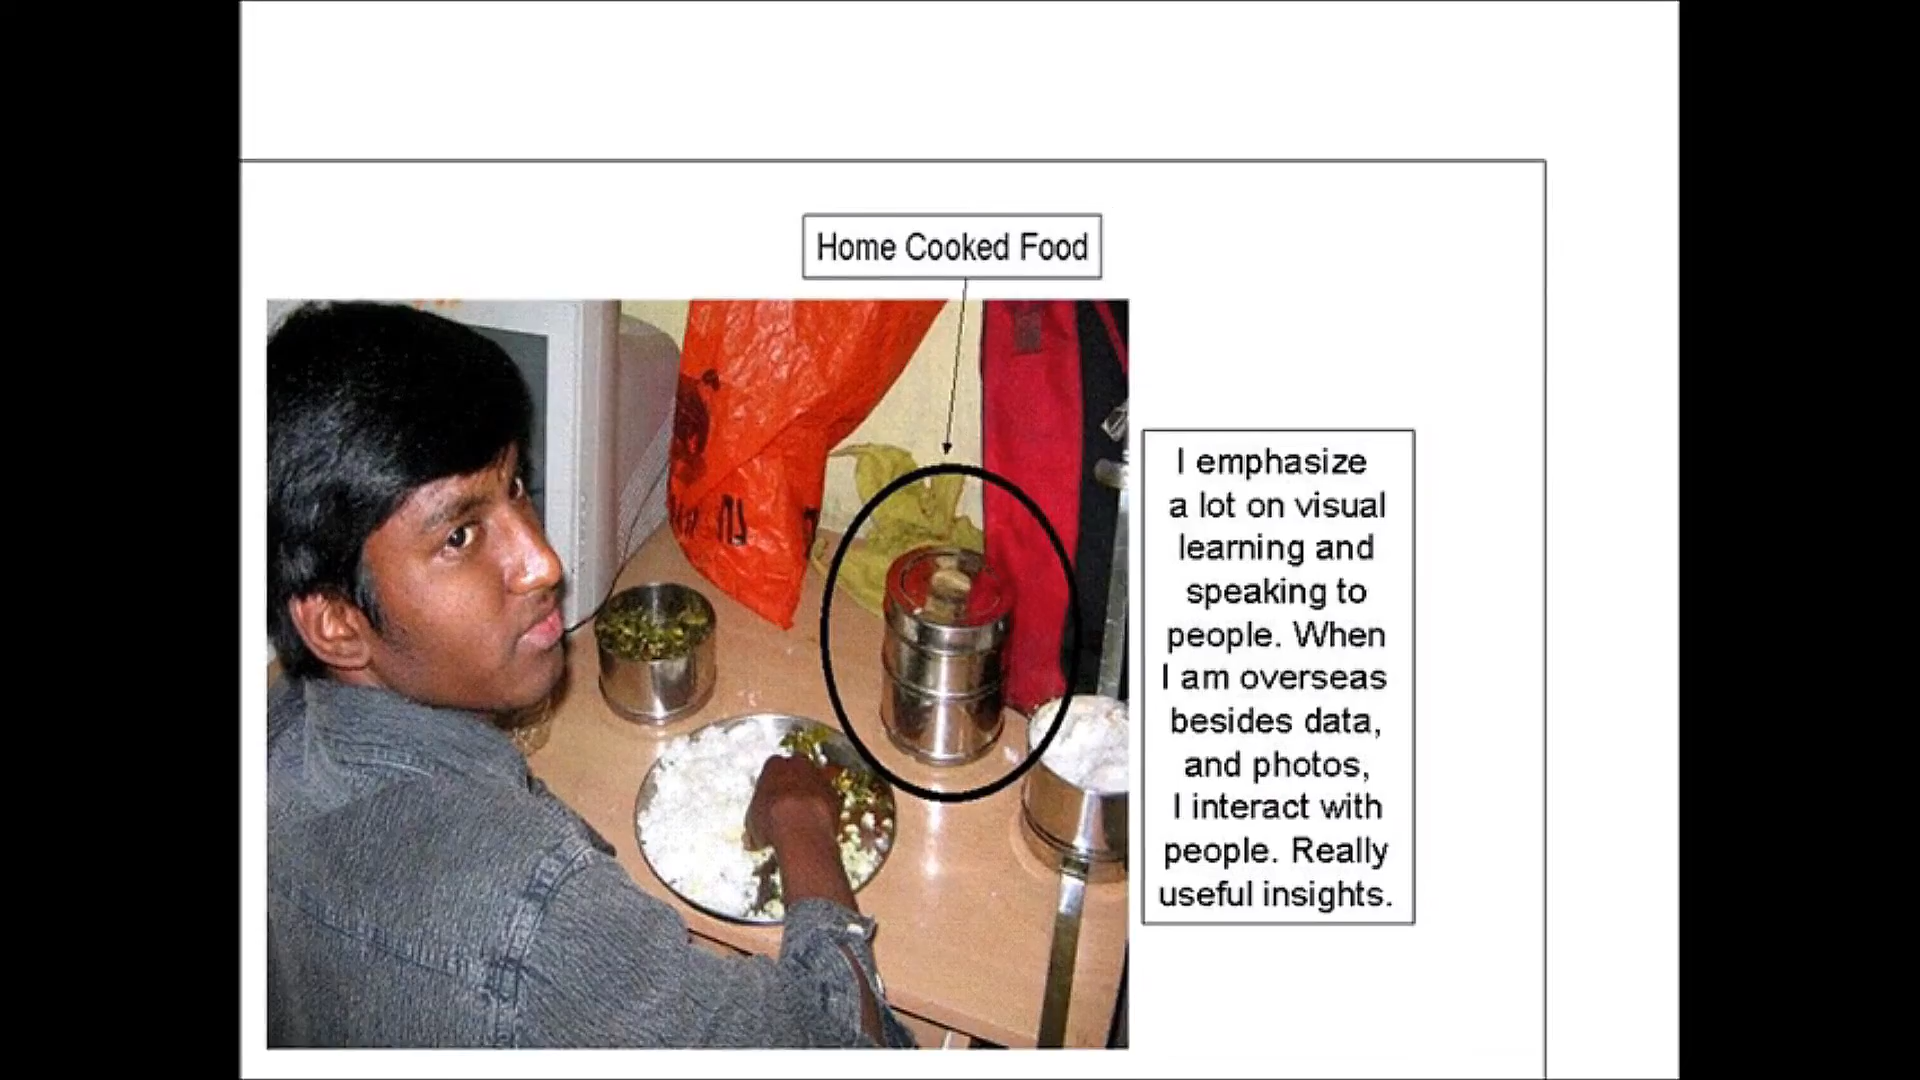 Home Cooked Food
I emphasize
a lot on visual
learning and
speaking to
people. When
I am overseas
besides data,
and photos,
I interact with
people. Really
useful insights.